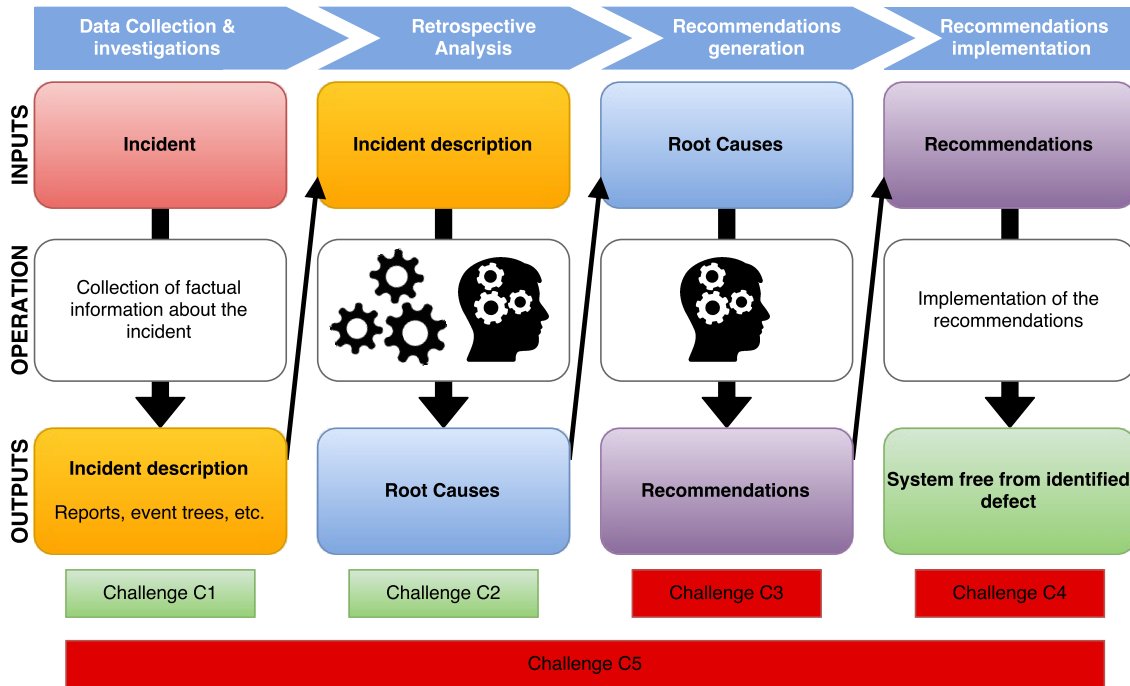 Data Collection &
investigations
Retrospective
Analysis
Recommendations
generation
Recommendations
implementation
INPUTS
Incident
Incident description
Root Causes
Recommendations
OPERATION
Collection of factual
information about the
incident
Implementation of the
recommendations
OUTPUTS
Incident description
Reports, event trees, etc.
Root Causes
Recommendations
System free from identified
defect
Challenge C1
Challenge C2
Challenge C3
Challenge C4
Challenge C5